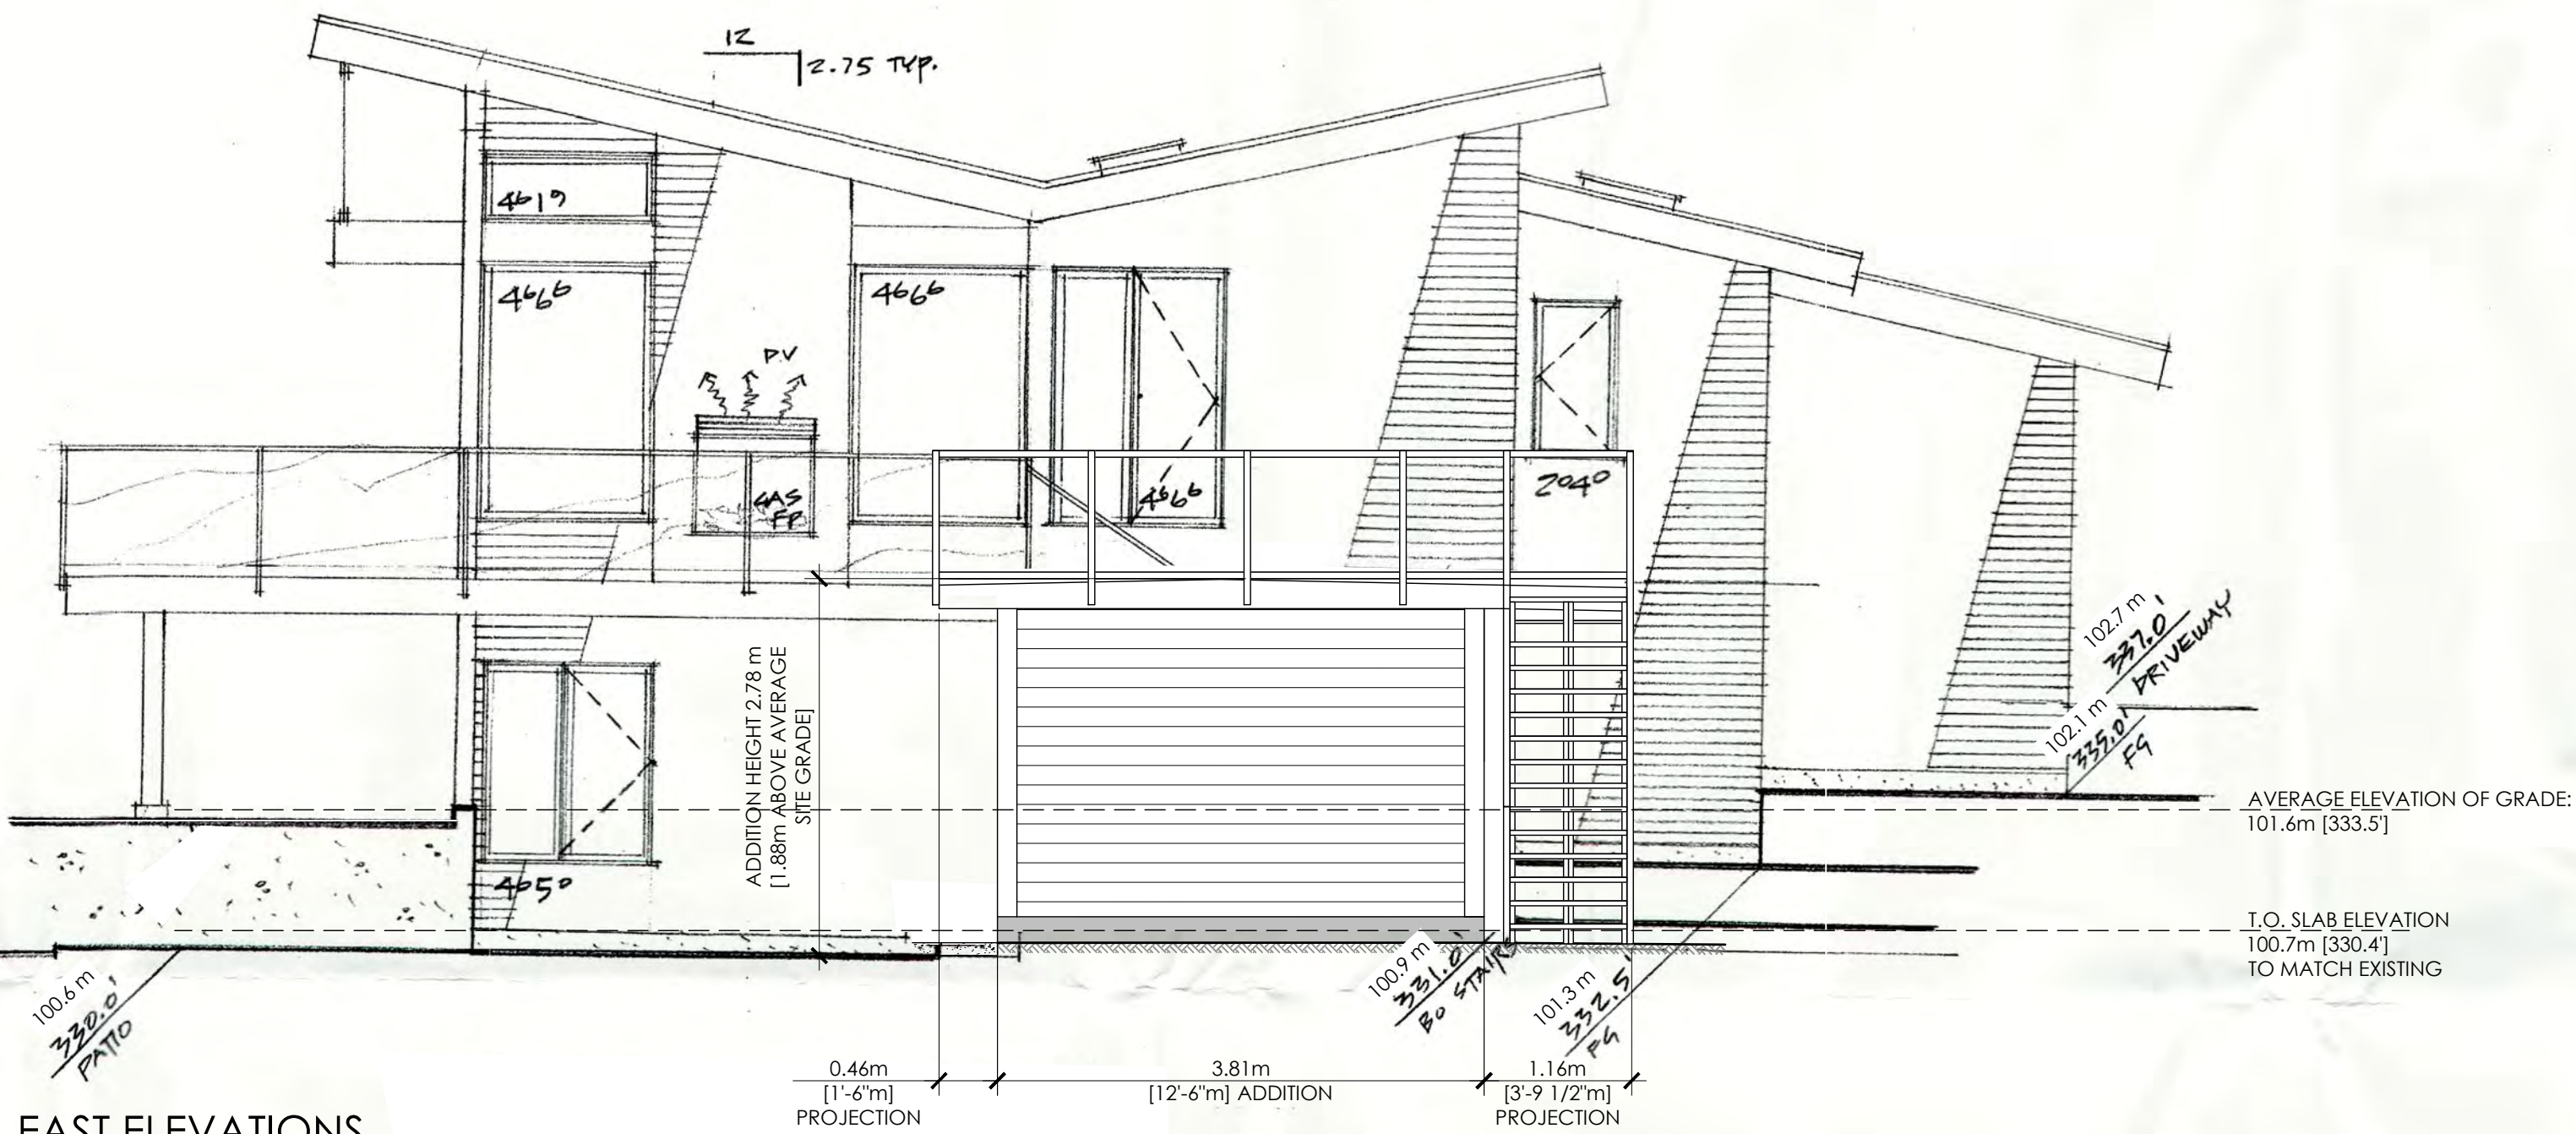 12
2.75 TYP.
4⁶1⁹
4⁶6⁶
4⁶6⁶
P.V
GAS
FP
4⁶6⁶
2⁰4⁰
ADDITION HEIGHT 2.78 m
[1.88m ABOVE AVERAGE
SITE GRADE]
4⁰5⁰
102.7 m
337.0'
DRIVEWAY
102.1 m
335.0'
FG
AVERAGE ELEVATION OF GRADE:
101.6m [333.5']
T.O. SLAB ELEVATION
100.7m [330.4']
TO MATCH EXISTING
100.6 m
330.0'
PATIO
100.9 m
331.0'
BO STAIRS
101.3 m
332.5'
FG
0.46m
[1'-6"m]
PROJECTION
3.81m
[12'-6"m] ADDITION
1.16m
[3'-9 1/2"m]
PROJECTION
EAST ELEVATIONS